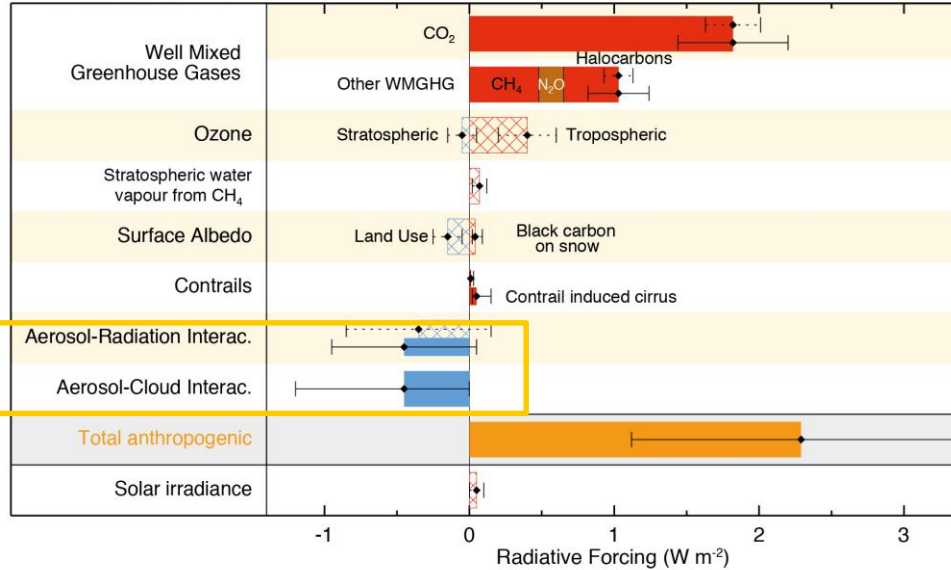 Well Mixed
Greenhouse Gases
CO₂
Other WMGHG
CH₄
N₂O
Halocarbons
Ozone
Stratospheric
Tropospheric
Stratospheric water
vapour from CH₄
Surface Albedo
Land Use
Black carbon
on snow
Contrails
Contrail induced cirrus
Aerosol-Radiation Interac.
Aerosol-Cloud Interac.
Total anthropogenic
Solar irradiance
-1 0 1 2 3
Radiative Forcing (W m⁻²)